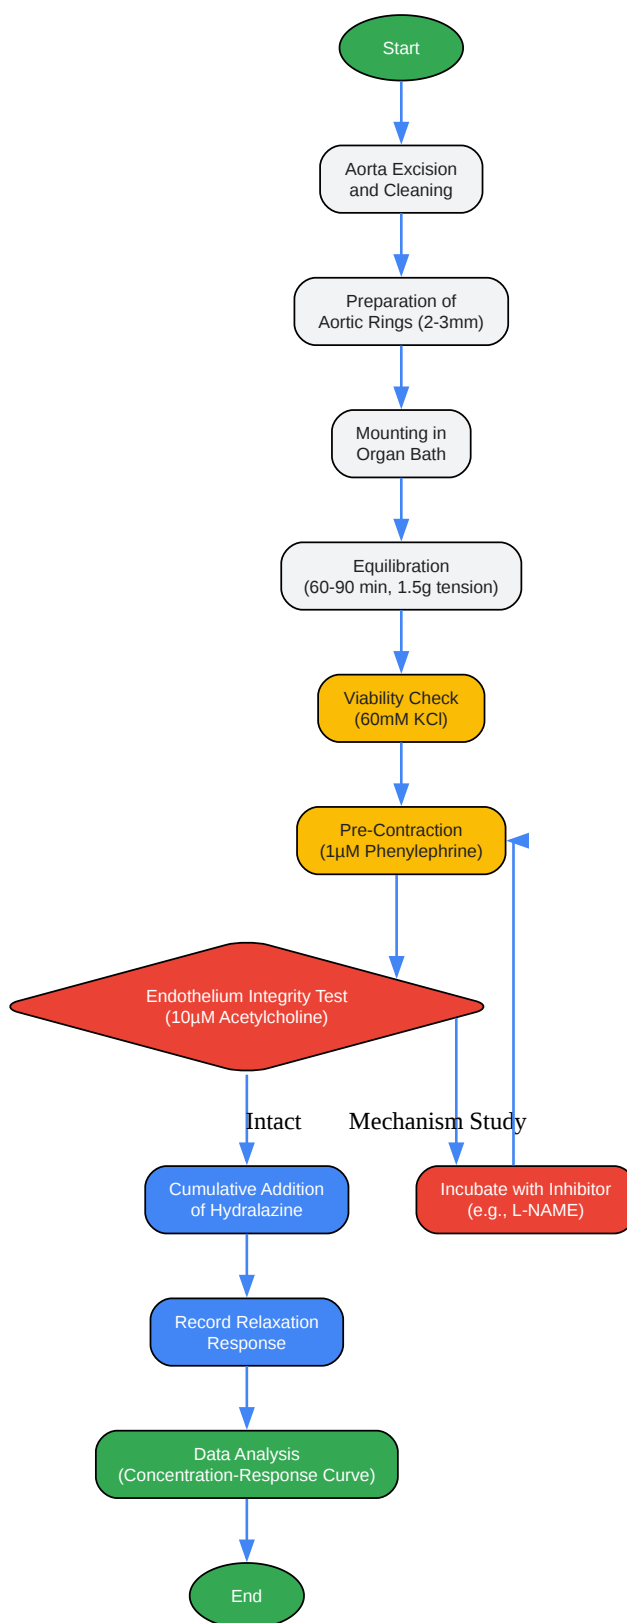 Start
Aorta Excision
and Cleaning
Preparation of
Aortic Rings (2-3mm)
Mounting in
Organ Bath
Equilibration
(60-90 min, 1.5g tension)
Viability Check
(60mM KCl)
Pre-Contraction
(1µM Phenylephrine)
Endothelium Integrity Test
(10µM Acetylcholine)
Intact
Mechanism Study
Cumulative Addition
of Hydralazine
Incubate with Inhibitor
(e.g., L-NAME)
Record Relaxation
Response
Data Analysis
(Concentration-Response Curve)
End